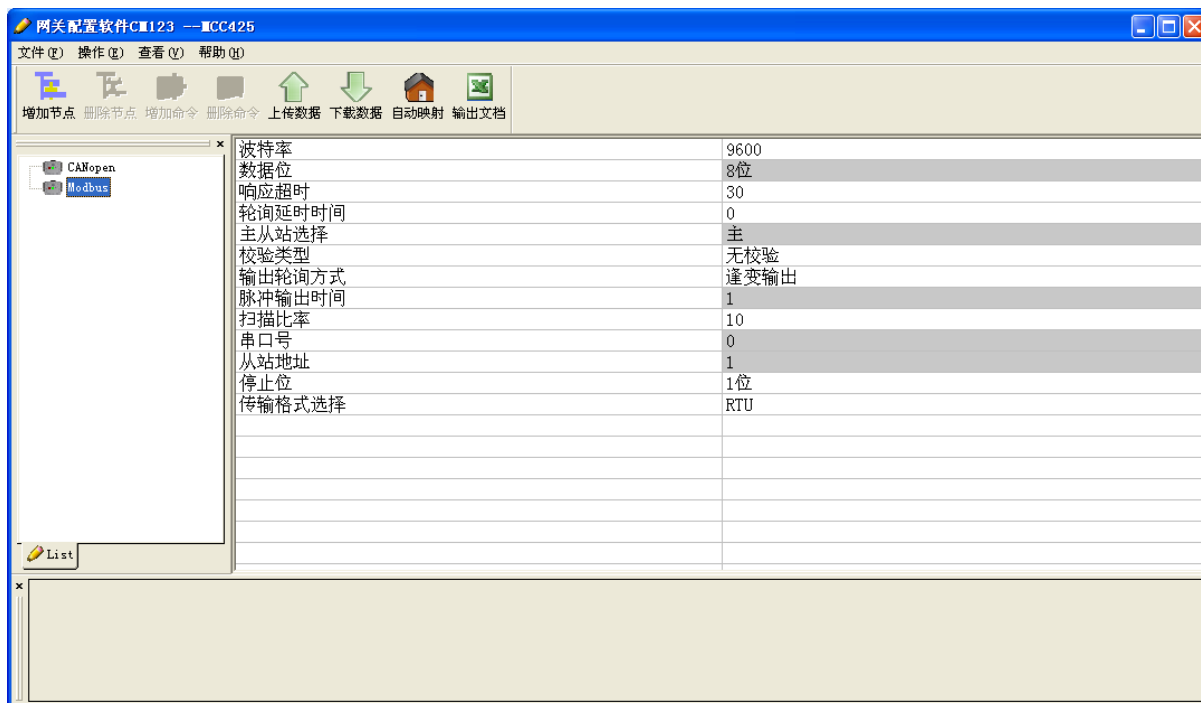 网关配置软件CM123 --MCC425
文件(F) 操作(E) 查看(V) 帮助(H)
增加节点 删除节点 增加命令 删除命令 上传数据 下载数据 自动映射 输出文档
CANopen
Modbus
List
波特率 9600
数据位 8位
响应超时 30
轮询延时时间 0
主从站选择 主
校验类型 无校验
输出轮询方式 逢变输出
脉冲输出时间 1
扫描比率 10
串口号 0
从站地址 1
停止位 1位
传输格式选择 RTU